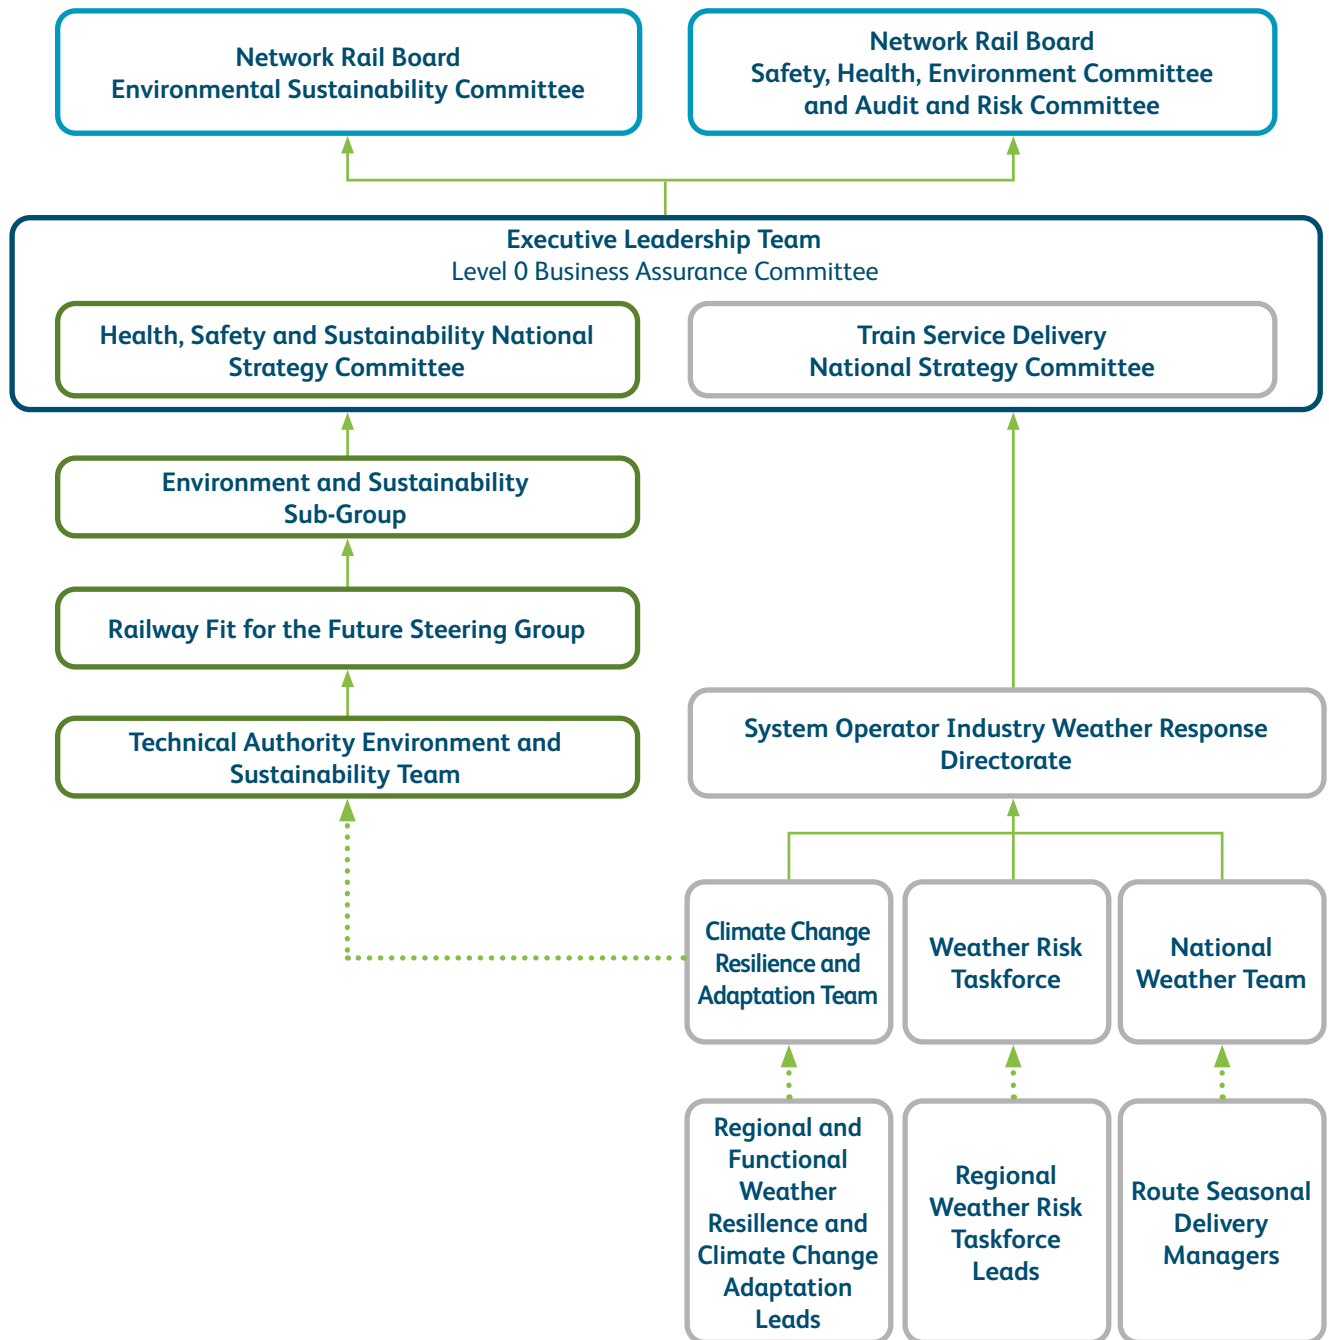 Network Rail Board
Environmental Sustainability Committee
Network Rail Board
Safety, Health, Environment Committee
and Audit and Risk Committee
Executive Leadership Team
Level 0 Business Assurance Committee
Health, Safety and Sustainability National
Strategy Committee
Train Service Delivery
National Strategy Committee
Environment and Sustainability
Sub-Group
Railway Fit for the Future Steering Group
Technical Authority Environment and
Sustainability Team
System Operator Industry Weather Response
Directorate
Climate Change
Resilience and
Adaptation Team
Weather Risk
Taskforce
National
Weather Team
Regional and
Functional
Weather
Resillence and
Climate Change
Adaptation
Leads
Regional
Weather Risk
Taskforce
Leads
Route Seasonal
Delivery
Managers